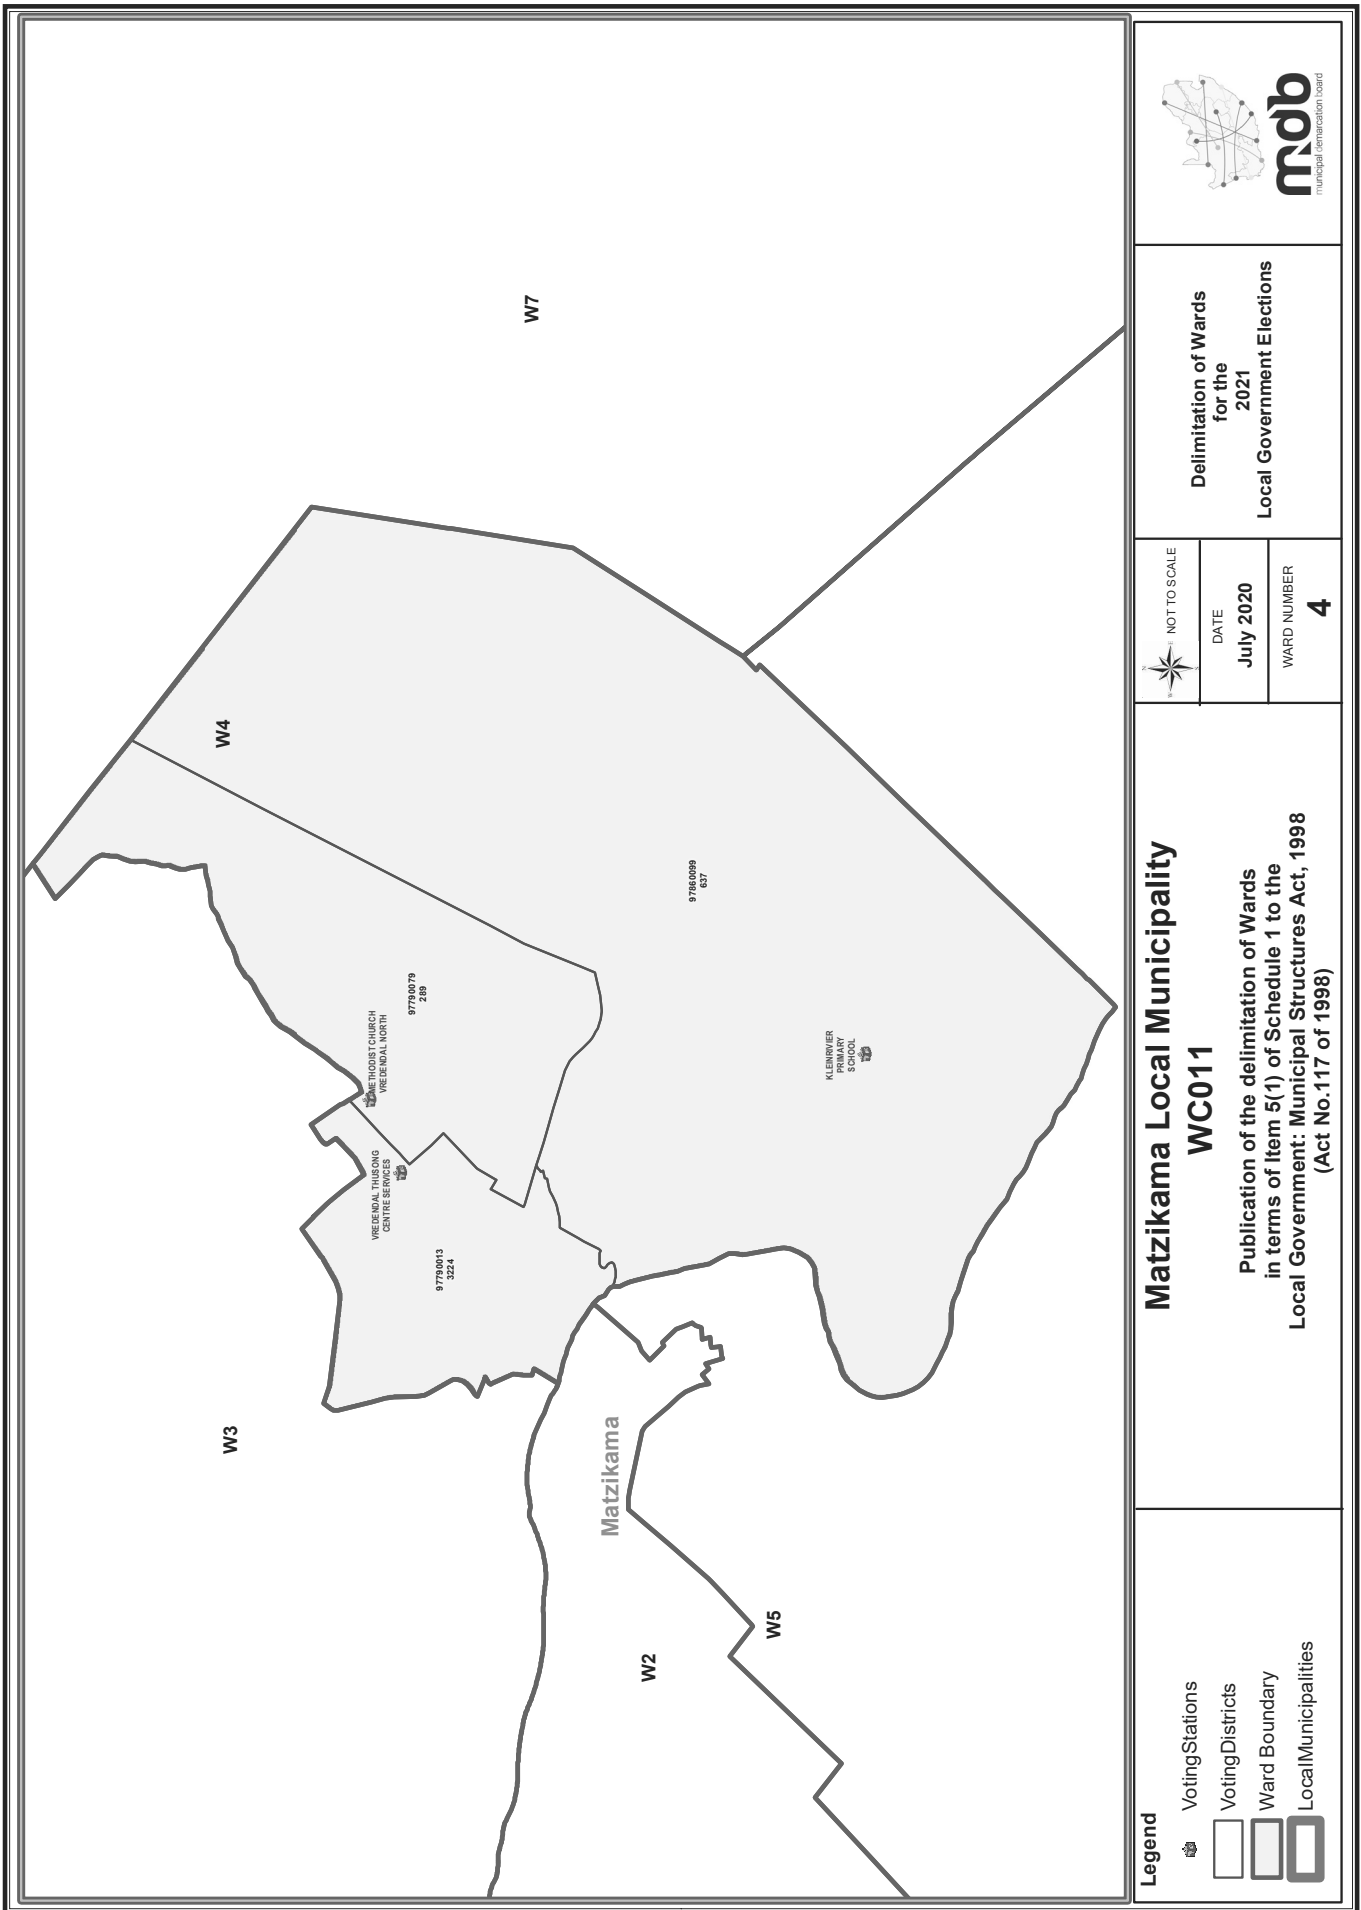 W7
W4
97860099
637
97790079
289
METHODIST CHURCH
VREDENDAL NORTH
KLEINRIVIER
PRIMARY
SCHOOL
VREDENDAL THUSONG
CENTRE SERVICES
97790013
3224
W3
Matzikama
W5
W2
Legend
VotingStations
VotingDistricts
Ward Boundary
LocalMunicipalities
Matzikama Local Municipality
WC011
Publication of the delimitation of Wards
in terms of Item 5(1) of Schedule 1 to the
Local Government: Municipal Structures Act, 1998
(Act No.117 of 1998)
N
W
E
S
NOT TO SCALE
DATE
July 2020
WARD NUMBER
4
Delimitation of Wards
for the
2021
Local Government Elections
mdb
municipal demarcation board